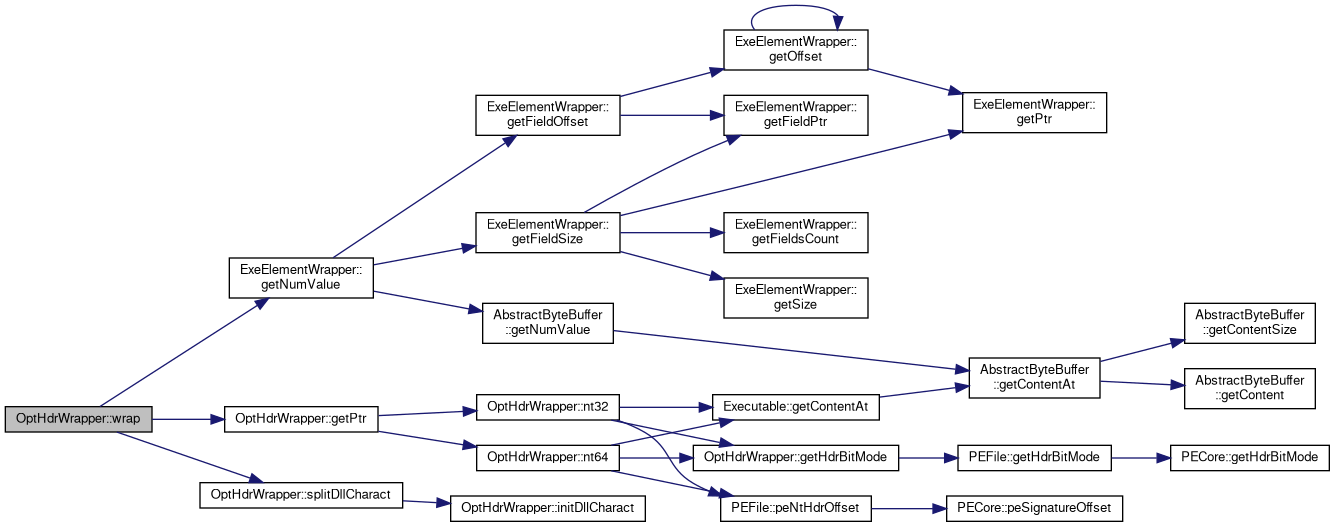 ExeElementWrapper::
getOffset
ExeElementWrapper::
getFieldOffset
ExeElementWrapper::
getFieldPtr
ExeElementWrapper::
getPtr
ExeElementWrapper::
getFieldSize
ExeElementWrapper::
getFieldsCount
ExeElementWrapper::
getNumValue
ExeElementWrapper::
getSize
AbstractByteBuffer
::getNumValue
AbstractByteBuffer
::getContentSize
AbstractByteBuffer
::getContentAt
AbstractByteBuffer
::getContent
OptHdrWrapper::wrap
OptHdrWrapper::getPtr
OptHdrWrapper::nt32
Executable::getContentAt
OptHdrWrapper::nt64
OptHdrWrapper::getHdrBitMode
PEFile::getHdrBitMode
PECore::getHdrBitMode
OptHdrWrapper::splitDllCharact
OptHdrWrapper::initDllCharact
PEFile::peNtHdrOffset
PECore::peSignatureOffset